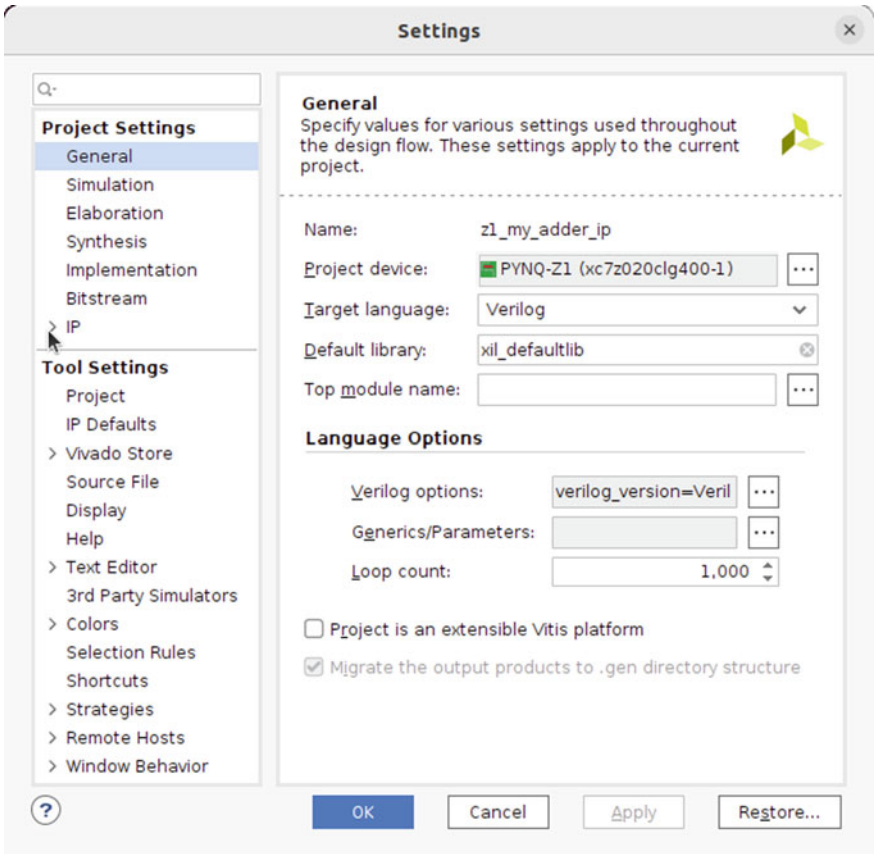 Settings
Project Settings
General
Simulation
Elaboration
Synthesis
Implementation
Bitstream
> IP
Tool Settings
Project
IP Defaults
> Vivado Store
Source File
Display
Help
> Text Editor
3rd Party Simulators
> Colors
Selection Rules
Shortcuts
> Strategies
> Remote Hosts
> Window Behavior
General
Specify values for various settings used throughout
the design flow. These settings apply to the current
project.
Name: z1_my_adder_ip
Project device: PYNQ-Z1 (xc7z020clg400-1) ...
Target language: Verilog
Default library: xil_defaultlib
Top module name: ...
Language Options
Verilog options: verilog_version=Veril ...
Generics/Parameters: ...
Loop count: 1,000
Project is an extensible Vitis platform
Migrate the output products to .gen directory structure
? OK Cancel Apply Restore...